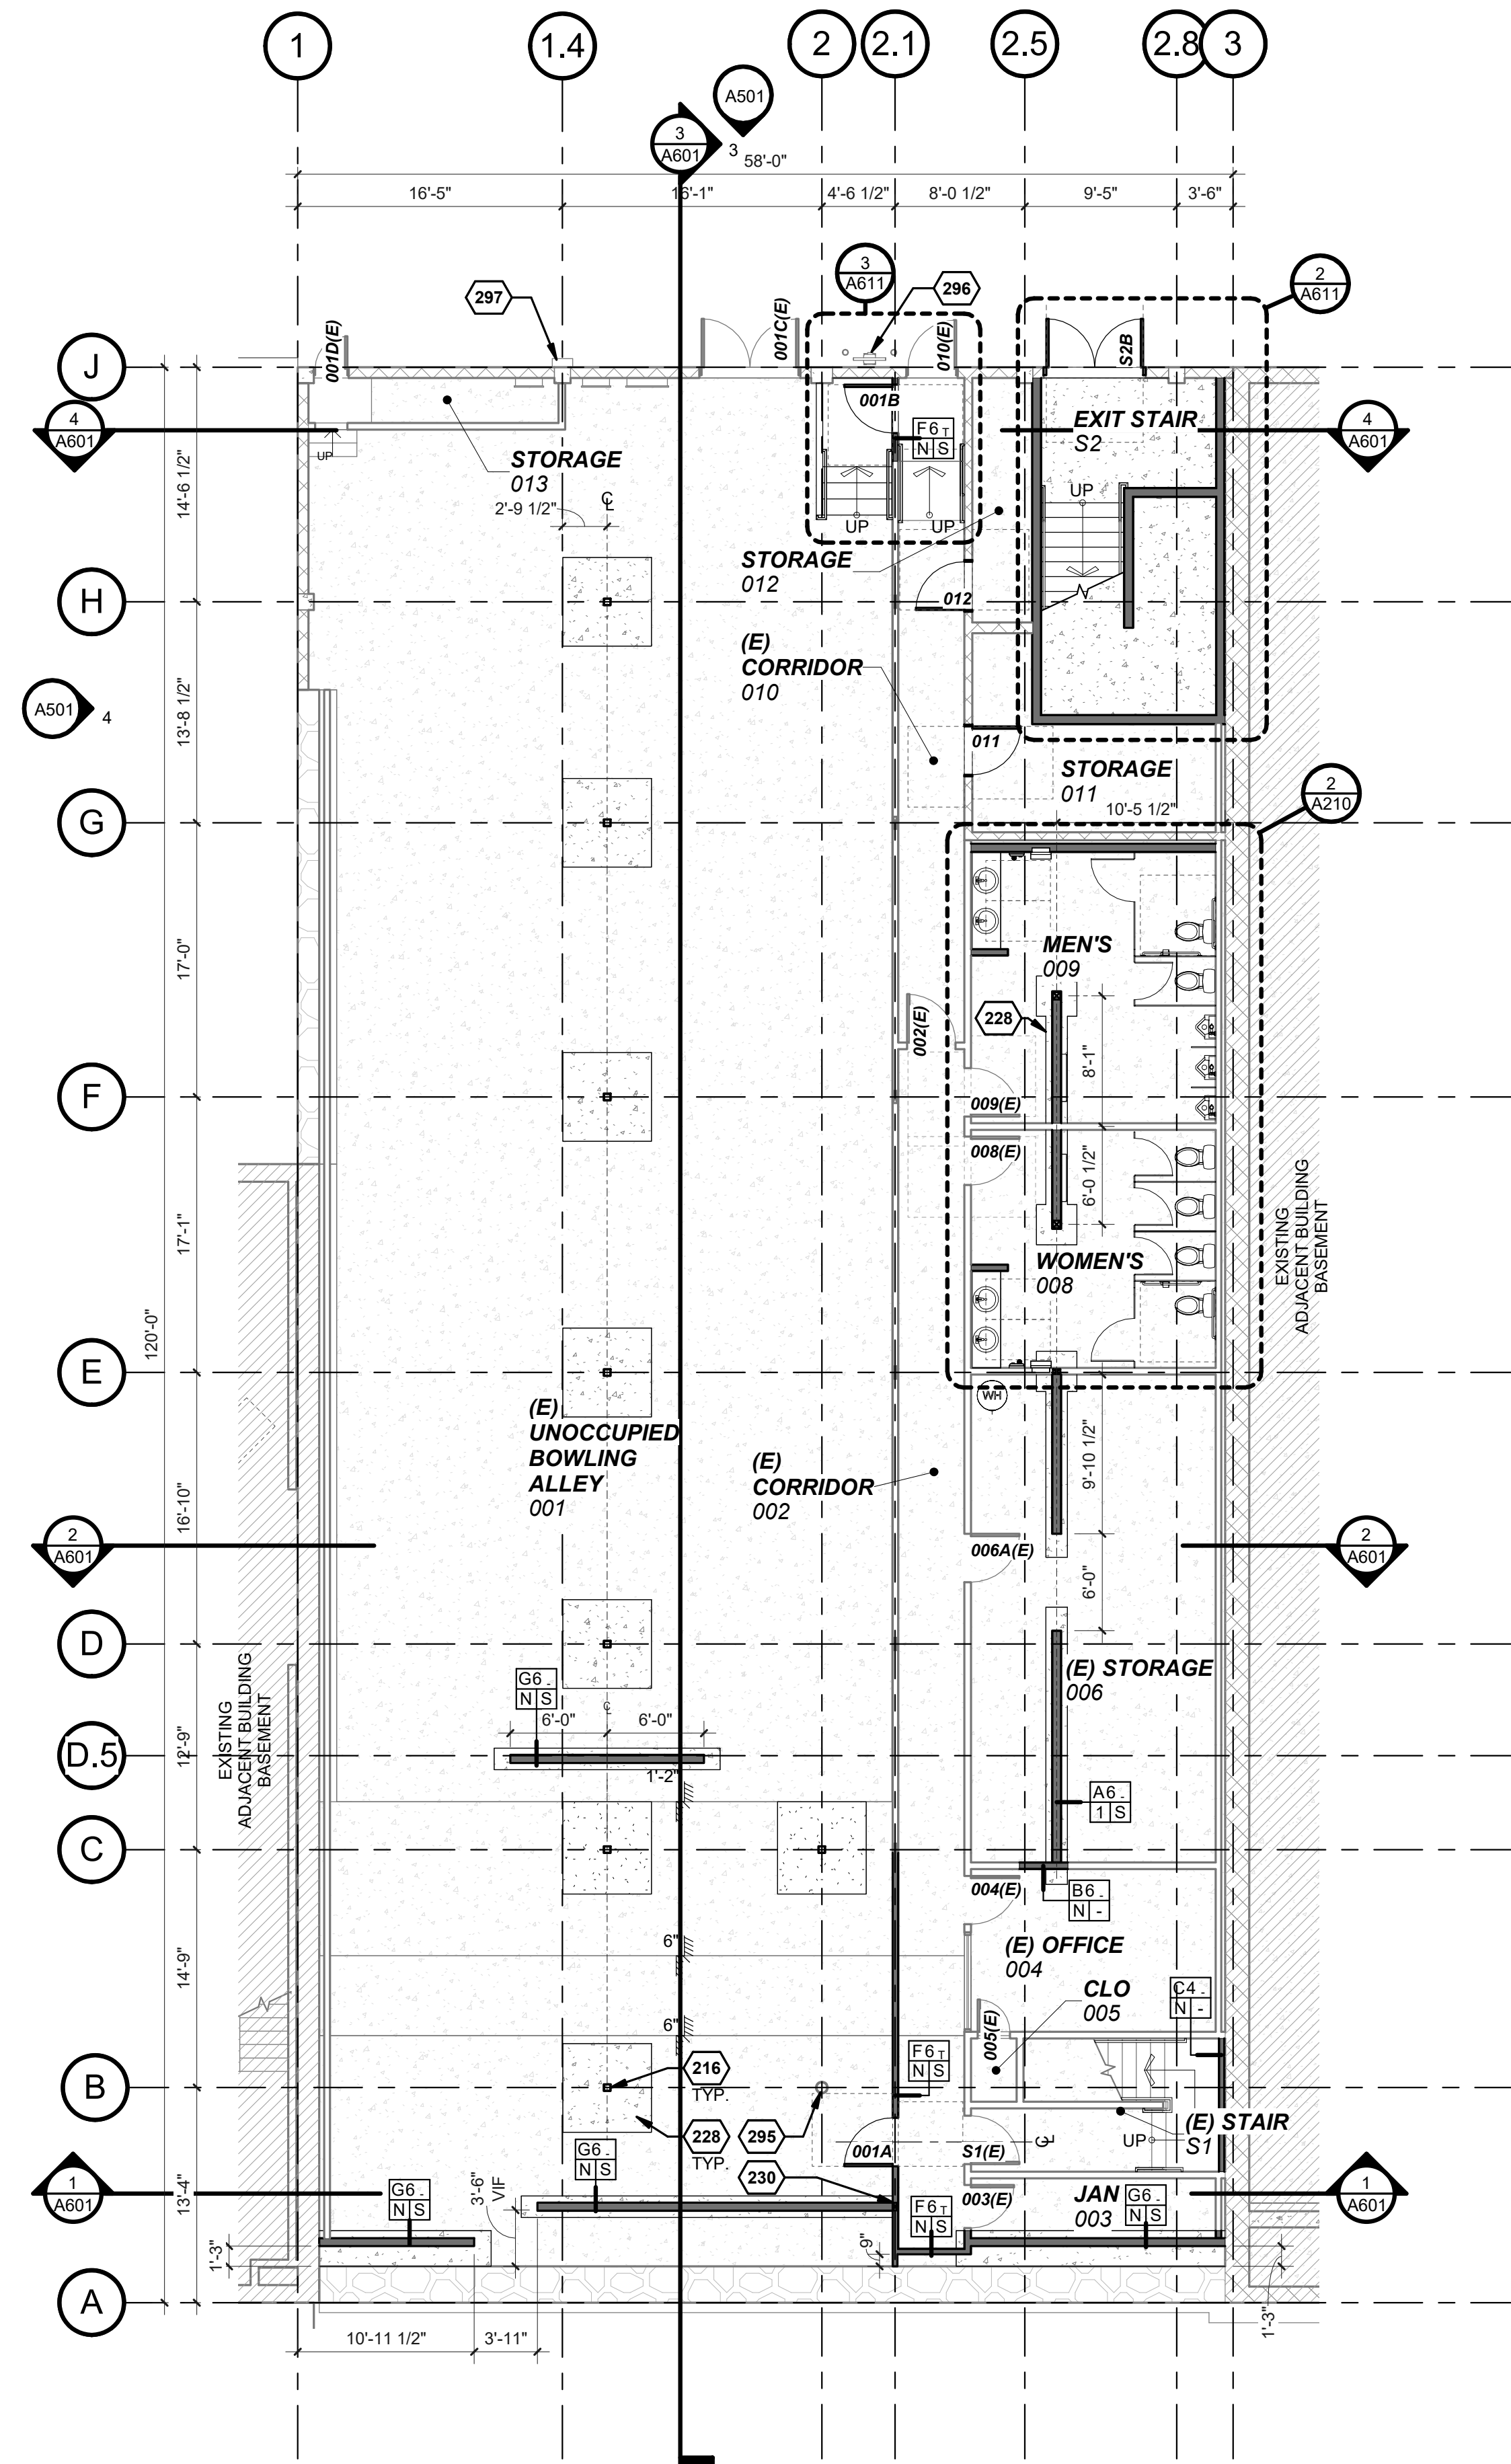 1
1.4
2
2.1
2.5
2.8
3
A501
3
3
A601
58'-0"
16'-5"
16'-1"
4'-6 1/2"
8'-0 1/2"
9'-5"
3'-6"
3
A611
2
A611
297
296
001D(E)
001C(E)
010(E)
S2B
J
4
A601
001B
F6T
N S
EXIT STAIR
S2
4
A601
UP
STORAGE
013
2'-9 1/2"
CL
14'-6 1/2"
UP
UP
UP
STORAGE
012
012
H
(E)
CORRIDOR
010
A501
4
13'-8 1/2"
011
STORAGE
011
10'-5 1/2"
2
A210
G
MEN'S
009
17'-0"
228
002(E)
8'-1"
F
009(E)
008(E)
6'-0 1/2"
17'-1"
WOMEN'S
008
EXISTING
ADJACENT BUILDING
BASEMENT
120'-0"
E
WH
(E)
UNOCCUPIED
BOWLING
ALLEY
001
(E)
CORRIDOR
002
9'-10 1/2"
16'-10"
2
A601
006A(E)
2
A601
6'-0"
D
(E) STORAGE
006
G6-
N S
CL
6'-0"
6'-0"
EXISTING
ADJACENT BUILDING
BASEMENT
D.5
12'-9"
1'-2"
A6-
1 S
C
004(E)
B6-
N -
6"
(E) OFFICE
004
14'-9"
CLO
005
C4-
N -
6"
005(E)
216
TYP.
F6T
N S
B
228
TYP.
295
001A
S1(E)
CL
UP
(E) STAIR
S1
G6-
N S
230
1
A601
13'-4"
G6-
N S
3'-6"
VIF
003(E)
JAN
003
G6-
N S
1
A601
F6T
N S
9"
1'-3"
A
1'-3"
10'-11 1/2"
3'-11"